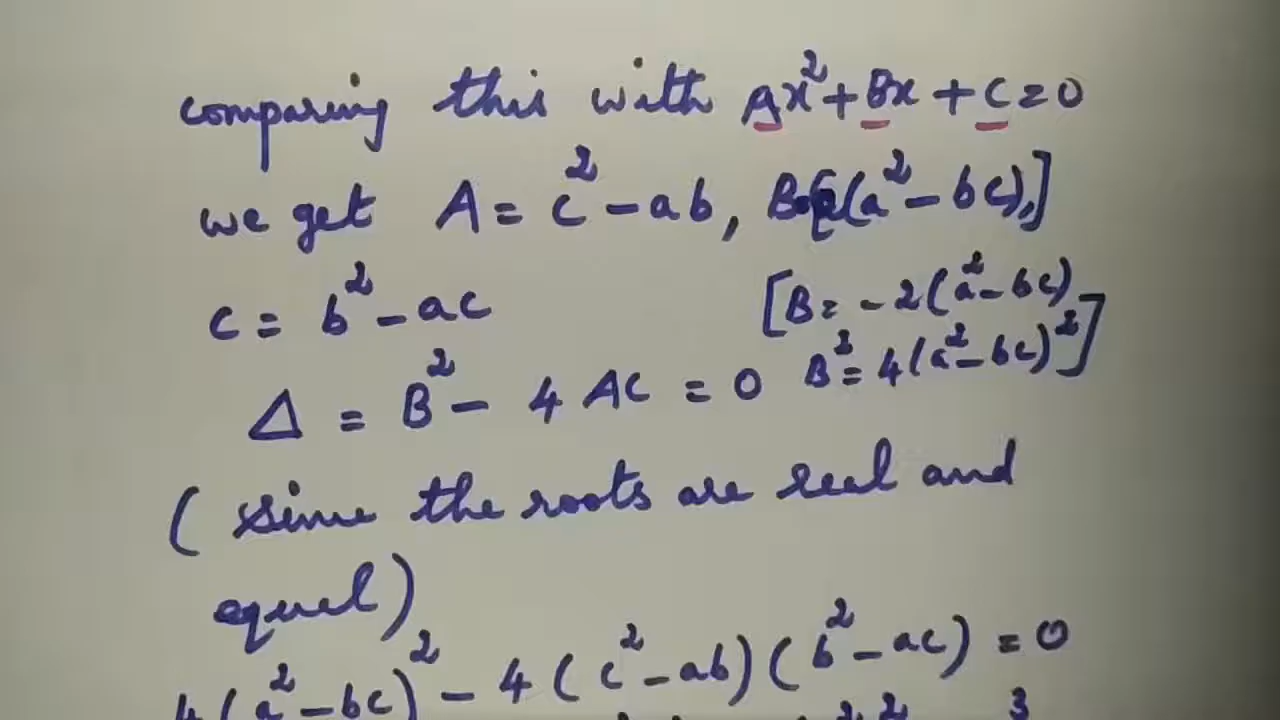 comparing this with Ax²+Bx+C=0
we get A = c²-ab, B (a²-bc),]
C = b²-ac
[B= -2(a²-bc)
B²= 4(a²-bc)²]
Δ = B²- 4AC = 0
(since the roots are real and
equal)
4(a²-bc)² - 4(c²-ab)(b²-ac) = 0